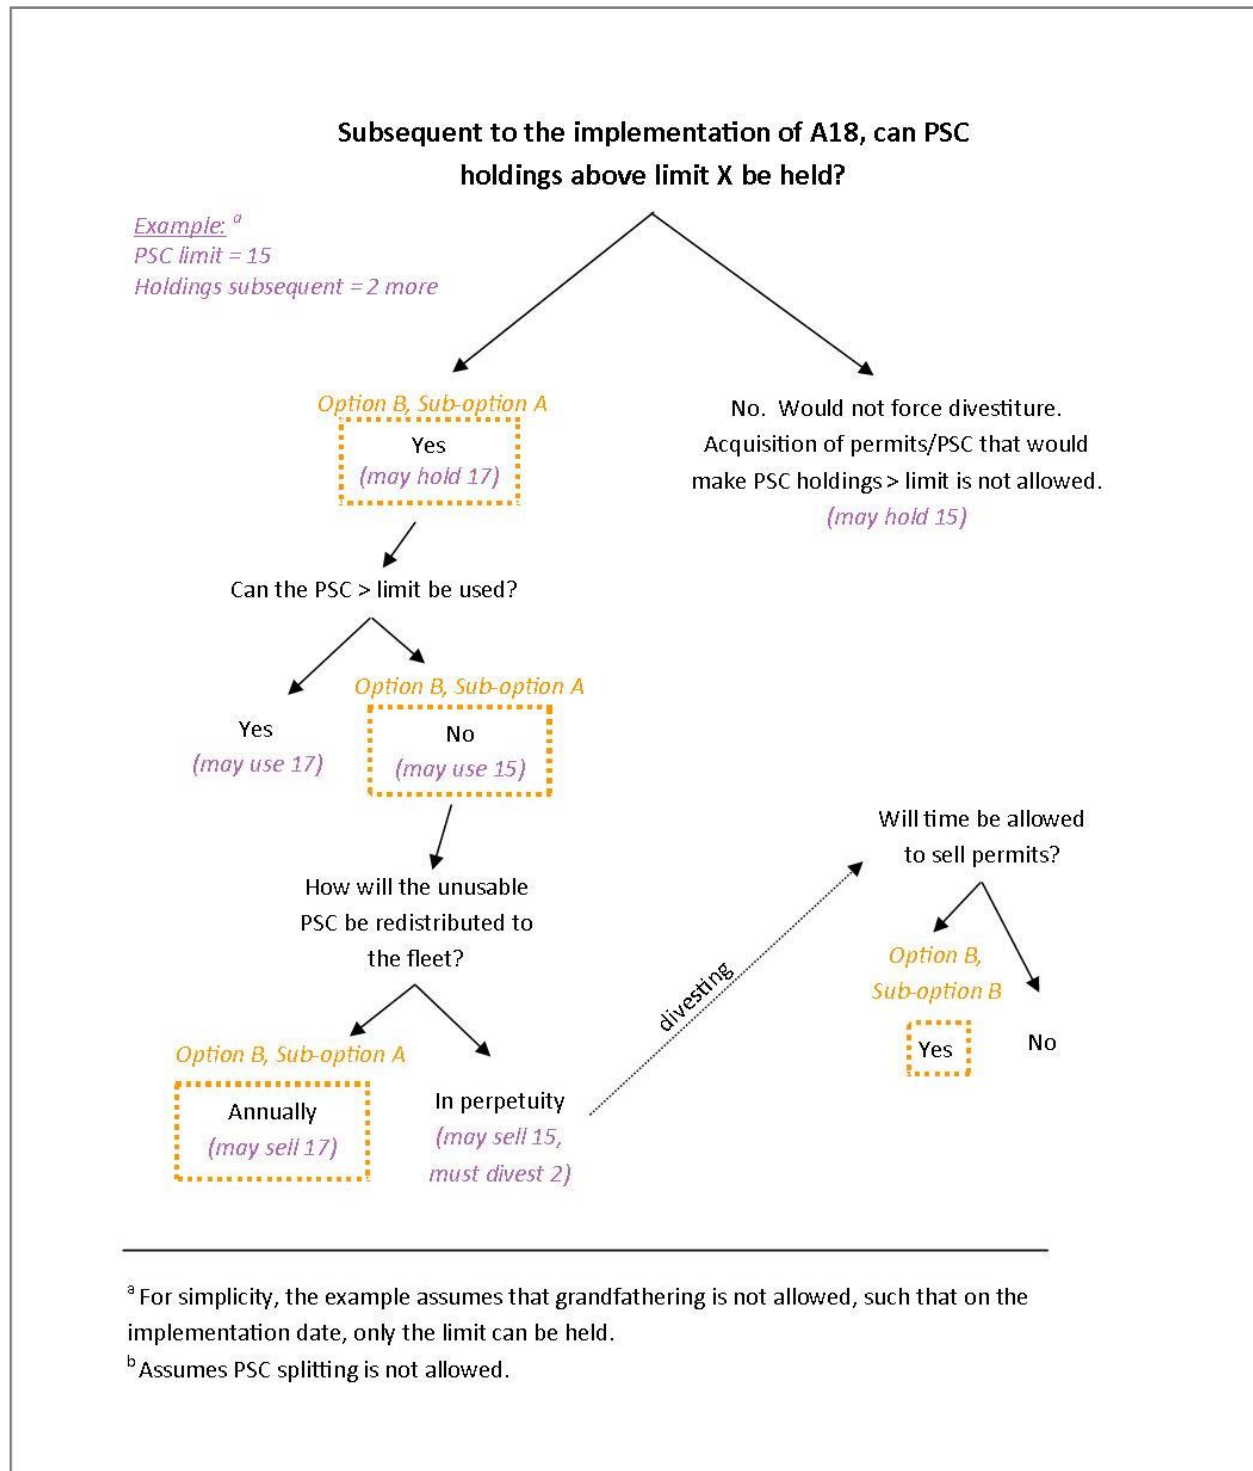 Subsequent to the implementation of A18, can PSC
holdings above limit X be held?
Example: a
PSC limit = 15
Holdings subsequent = 2 more
Option B, Sub-option A
Yes
(may hold 17)
No. Would not force divestiture.
Acquisition of permits/PSC that would
make PSC holdings > limit is not allowed.
(may hold 15)
Can the PSC > limit be used?
Yes
(may use 17)
Option B, Sub-option A
No
(may use 15)
How will the unusable
PSC be redistributed to
the fleet?
Option B, Sub-option A
Annually
(may sell 17)
In perpetuity
(may sell 15,
must divest 2)
divesting
Will time be allowed
to sell permits?
Option B,
Sub-option B
Yes
No
a For simplicity, the example assumes that grandfathering is not allowed, such that on the
implementation date, only the limit can be held.
b Assumes PSC splitting is not allowed.